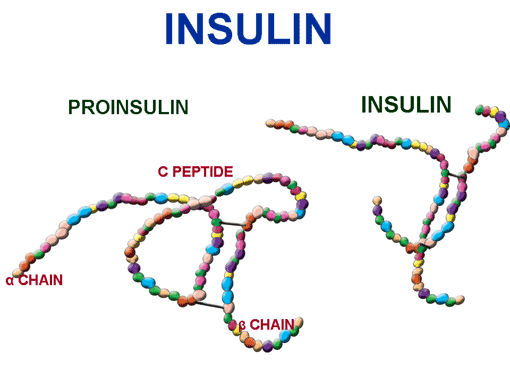 INSULIN
PROINSULIN
INSULIN
C PEPTIDE
α CHAIN
β CHAIN